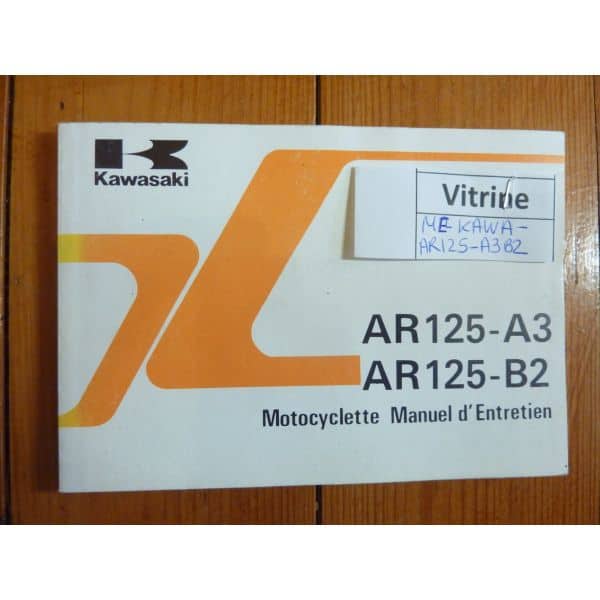 Kawasaki
Vitrine
ME KAWA-
AR125-A3B2
AR125-A3
AR125-B2
Motocyclette Manuel d'Entretien